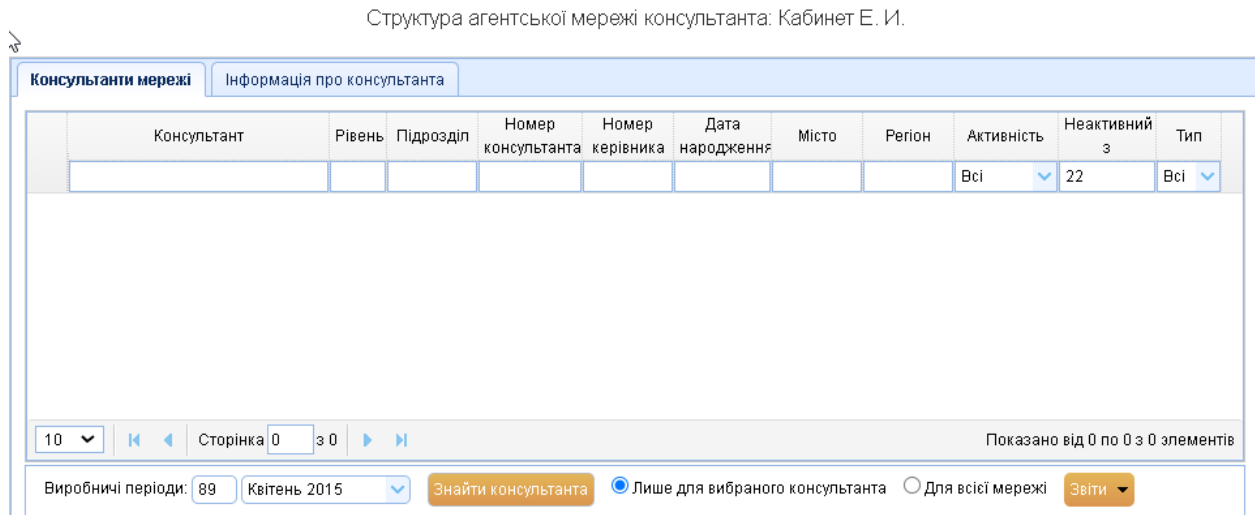 Структура агентської мережі консультанта: Кабинет Е. И.
Консультанти мережі Інформація про консультанта
Консультант Рівень Підрозділ Номер консультанта Номер керівника Дата народження Місто Регіон Активність Неактивний з Тип
Всі 22 Всі
10 Сторінка 0 з 0 Показано від 0 по 0 з 0 элементів
Виробничі періоди: 89 Квітень 2015 Знайти консультанта Лише для вибраного консультанта Для всієї мережі Звіти